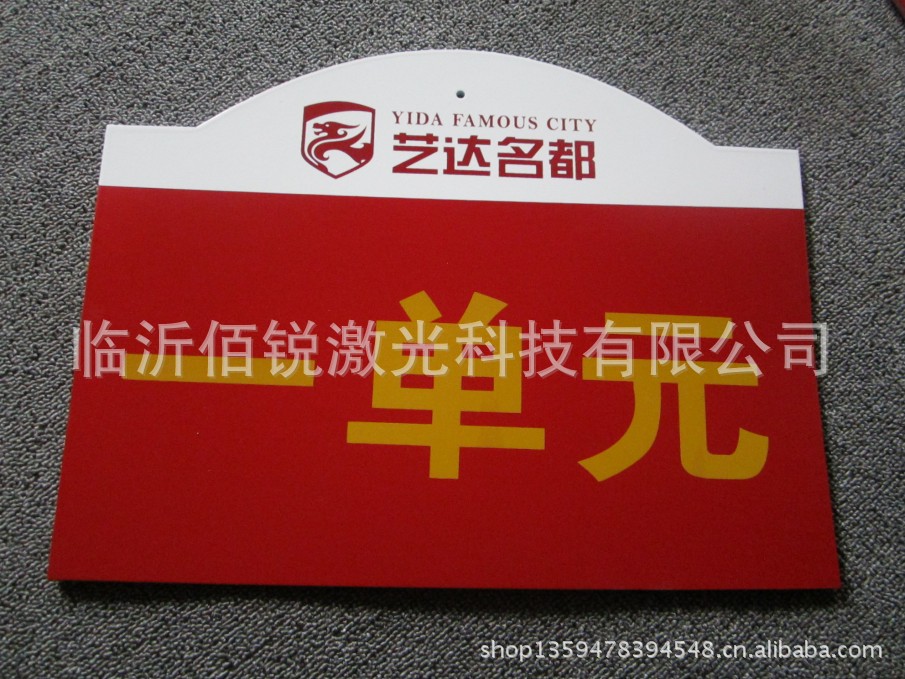 YIDA FAMOUS CITY
艺达名都
临沂佰锐激光科技有限公司
一单元
shop1359478394548.cn.alibaba.com